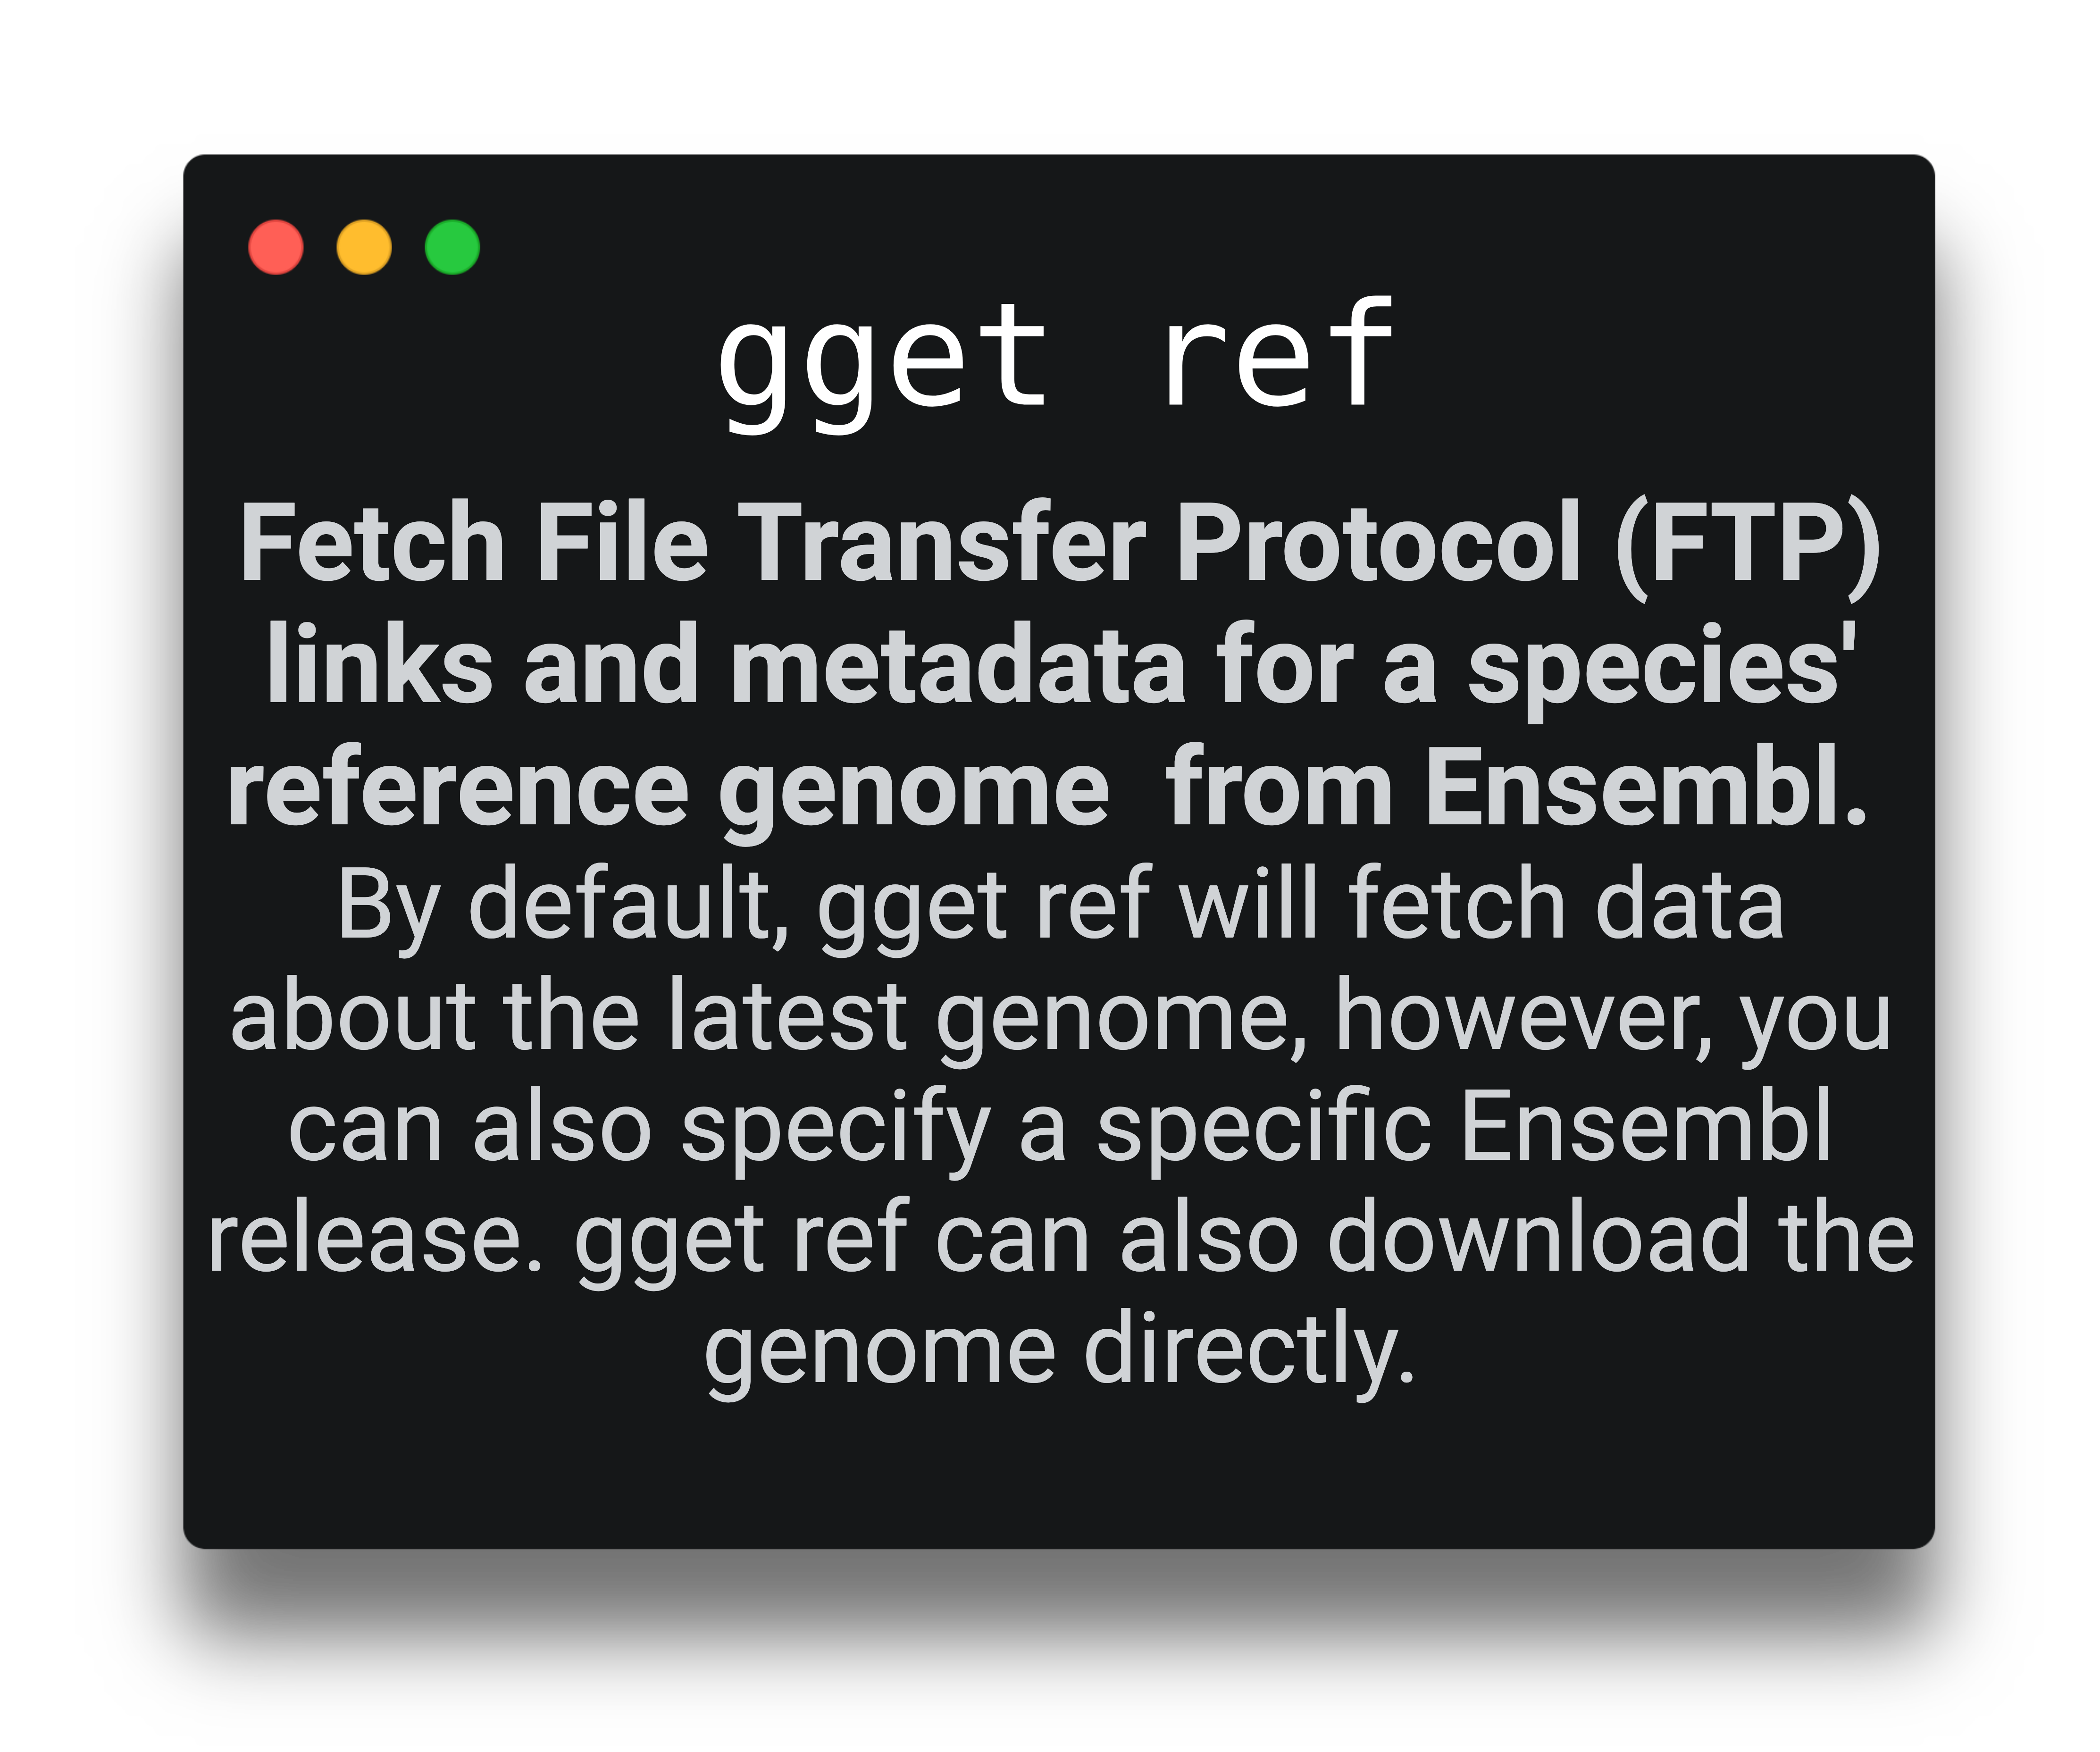 gget ref
Fetch File Transfer Protocol (FTP)
links and metadata for a species'
reference genome  from Ensembl.
By default, gget ref will fetch data
about the latest genome, however, you
can also specify a specific Ensembl
release. gget ref can also download the
genome directly.